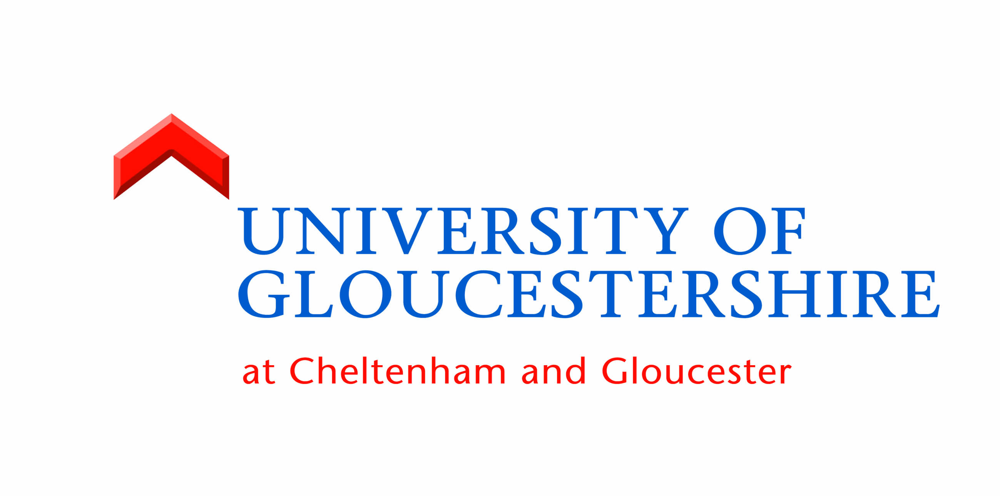 UNIVERSITY OF
GLOUCESTERSHIRE
at Cheltenham and Gloucester